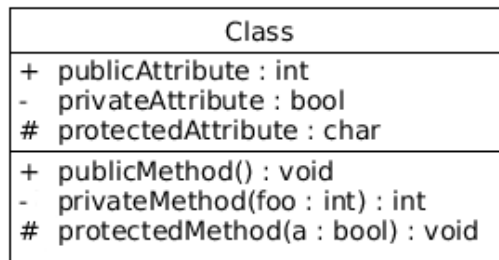 Class
+ publicAttribute : int
- privateAttribute : bool
# protectedAttribute : char
+ publicMethod() : void
- privateMethod(foo : int) : int
# protectedMethod(a : bool) : void